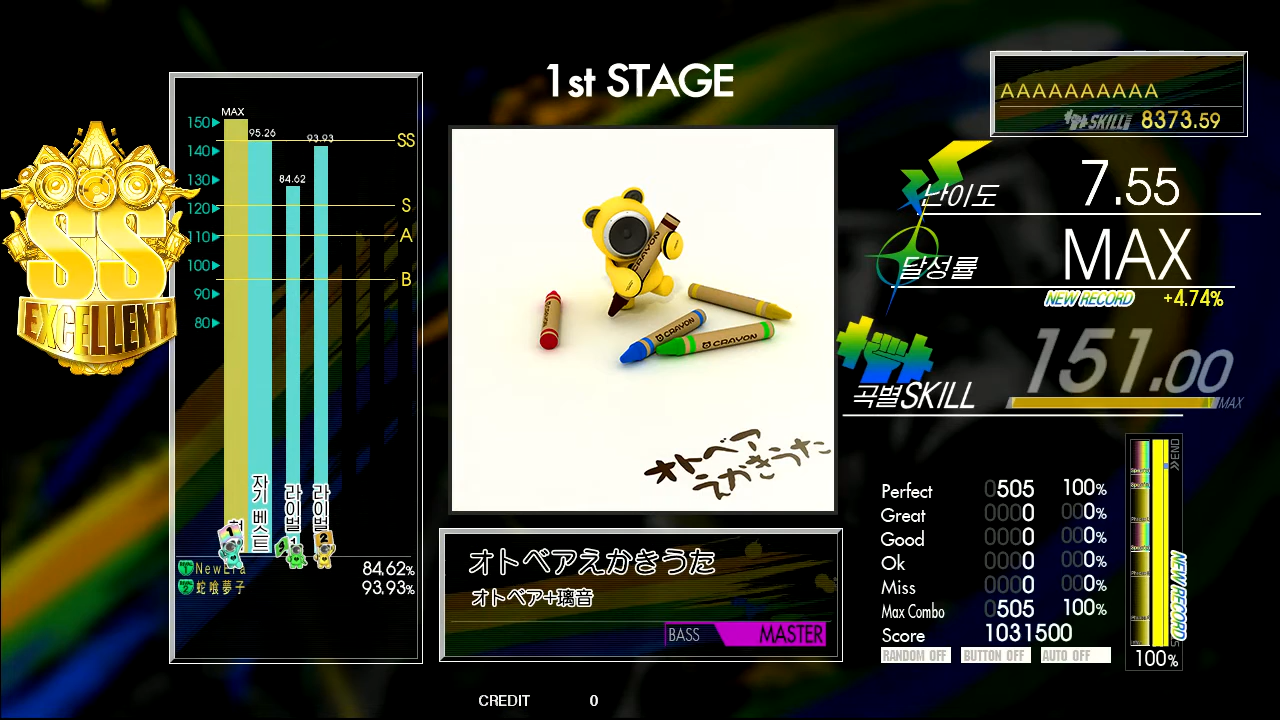 1st STAGE
AAAAAAAAAA
SKILL 8373.59
SS
EXCELLENT
MAX
95.26
84.62
93.93
150
140
130
120
110
100
90
80
SS
S
A
B
자기 베스트
라이벌 1
라이벌 2
NewEra 84.62%
蛇喰夢子 93.93%
CRAYON
CRAYON
CRAYON
オトベア
えかきうた
オトベアえかきうた
オトベア+璃音
BASS MASTER
난이도 7.55
달성률 MAX
NEW RECORD +4.74%
곡별SKILL 151.00
MAX
Perfect 0505 100%
Great 0000 000%
Good 0000 000%
Ok 0000 000%
Miss 0000 000%
Max Combo 0505 100%
Score 1031500
RANDOM OFF BUTTON OFF AUTO OFF
END
NEW RECORD
100%
CREDIT 0